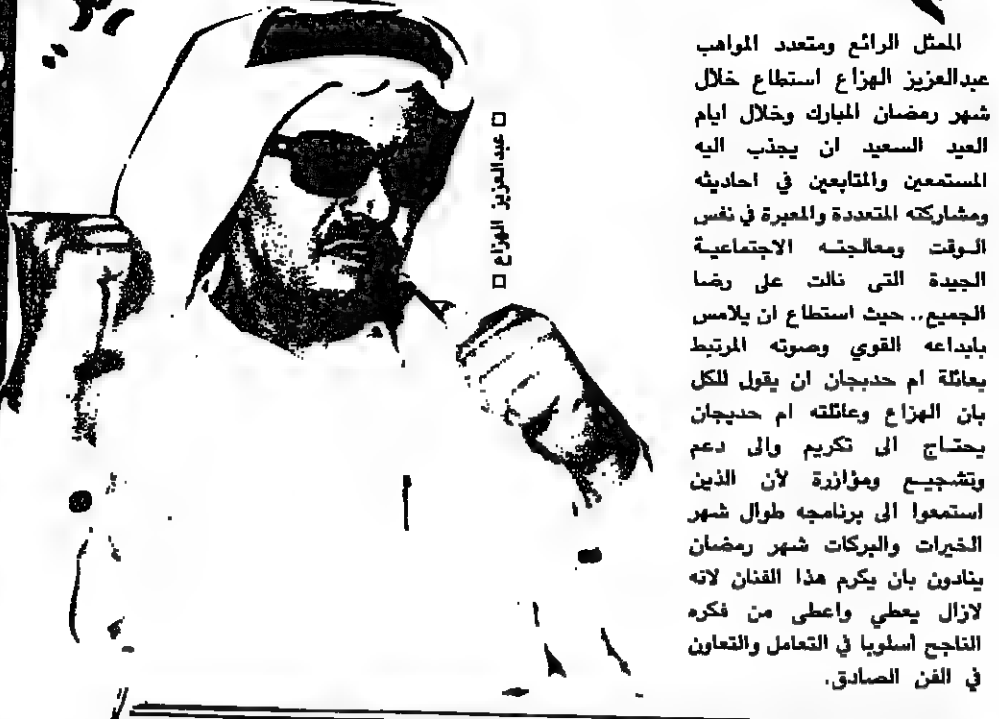 الممثل الرائع ومتعدد المواهب
عبدالعزيز الهزاع استطاع خلال
شهر رمضان المبارك وخلال ايام
العيد السعيد ان يجذب اليه
المستمعين والمتابعين في احاديثه
ومشاركته المتعددة والمعبرة في نفس
الوقت ومعالجته الاجتماعية
الجيدة التى نالت على رضا
الجميع.. حيث استطاع ان يلامس
بابداعه القوي وصوته المرتبط
بعائلة ام حديجان ان يقول للكل
بان الهزاع وعائلته ام حديجان
يحتاج الى تكريم والى دعم
وتشجيع ومؤازرة لأن الذين
استمعوا الى برنامجه طوال شهر
الخيرات والبركات شهر رمضان
ينادون بان يكرم هذا الفنان لانه
لازال يعطي واعطى من فكره
الناجح أسلوبا في التعامل والتعاون
في الفن الصادق.
□ عبدالعزيز الهزاع □